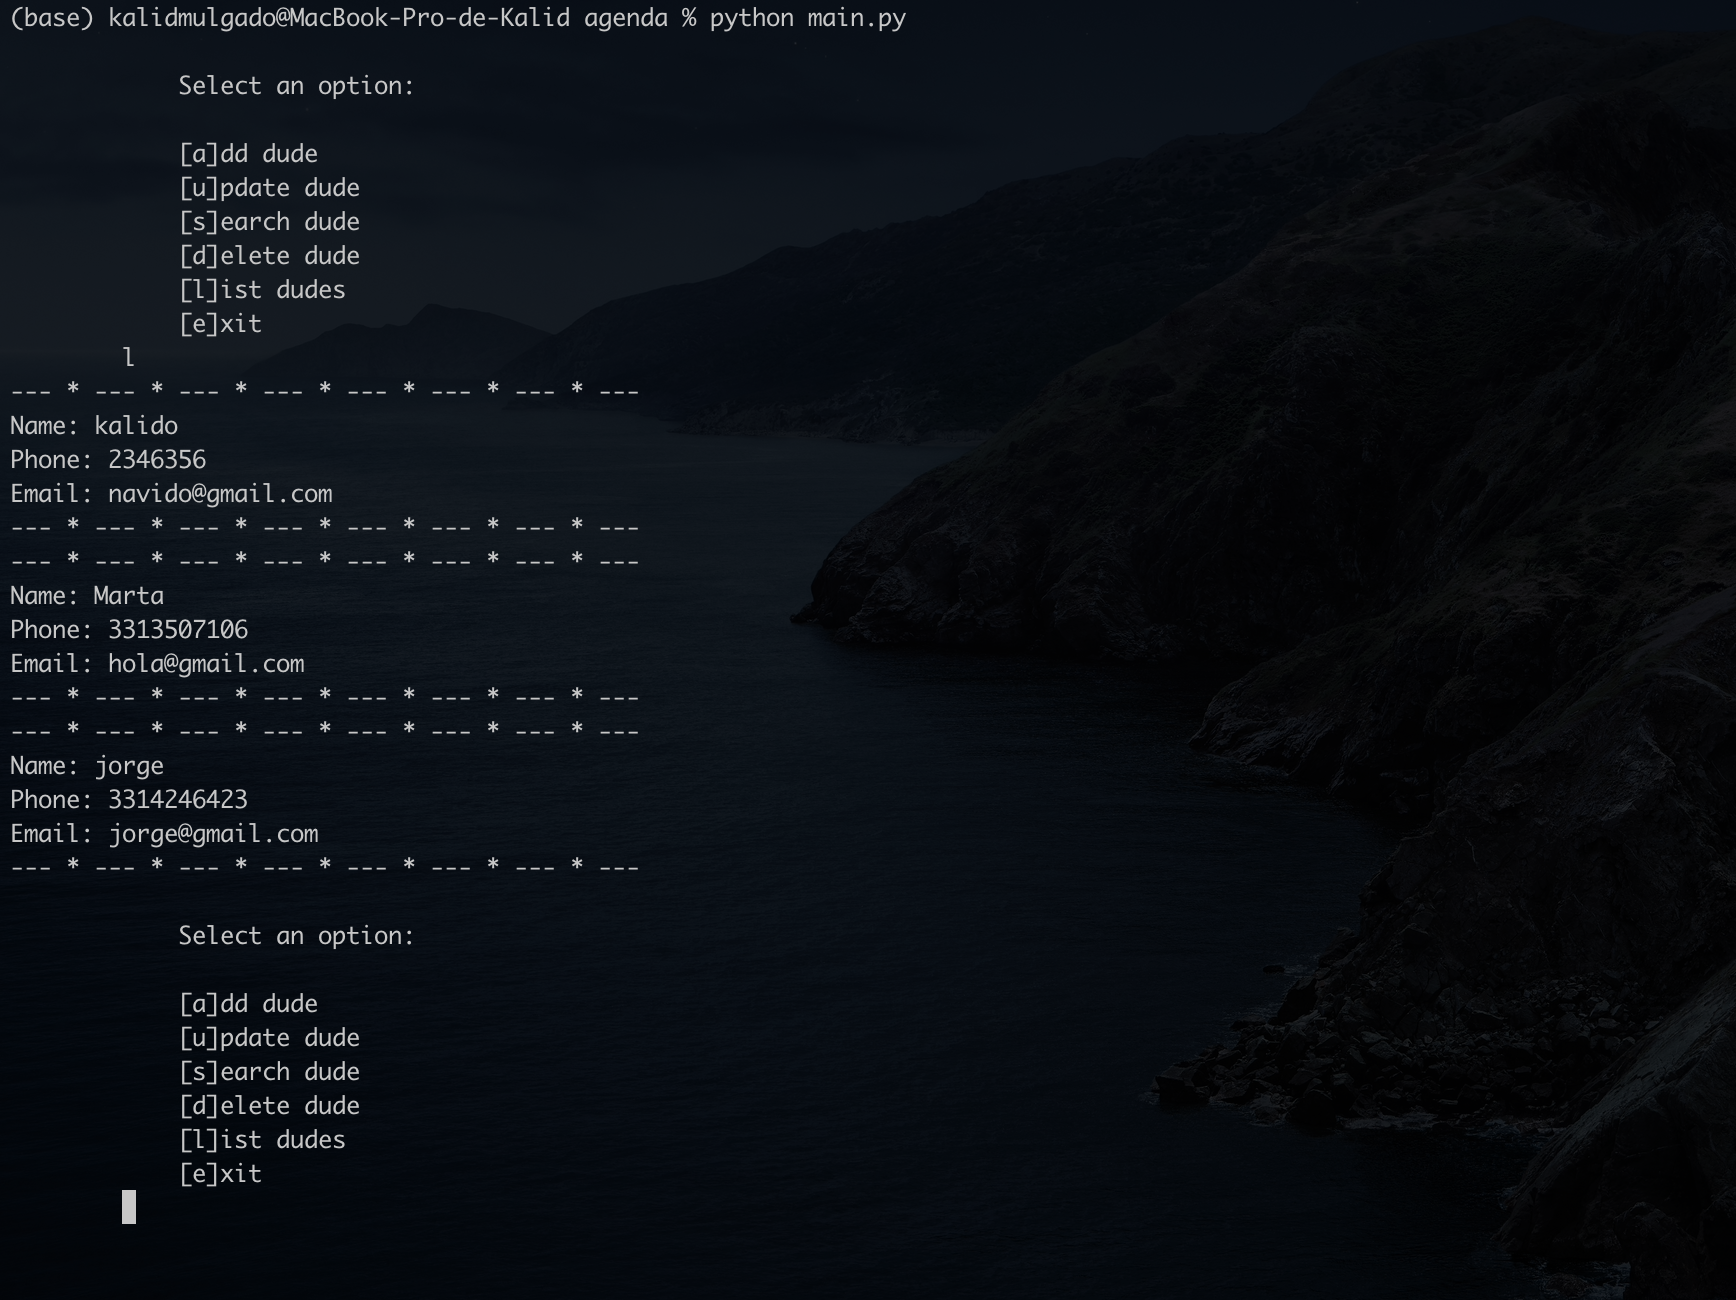 (base) kalidmulgado@MacBook-Pro-de-Kalid agenda % python main.py
Select an option:
[a]dd dude
[u]pdate dude
[s]earch dude
[d]elete dude
[l]ist dudes
[e]xit
l
--- * --- * --- * --- * --- * --- * --- * ---
Name: kalido
Phone: 2346356
Email: navido@gmail.com
--- * --- * --- * --- * --- * --- * --- * ---
--- * --- * --- * --- * --- * --- * --- * ---
Name: Marta
Phone: 3313507106
Email: hola@gmail.com
--- * --- * --- * --- * --- * --- * --- * ---
--- * --- * --- * --- * --- * --- * --- * ---
Name: jorge
Phone: 3314246423
Email: jorge@gmail.com
--- * --- * --- * --- * --- * --- * --- * ---
Select an option:
[a]dd dude
[u]pdate dude
[s]earch dude
[d]elete dude
[l]ist dudes
[e]xit